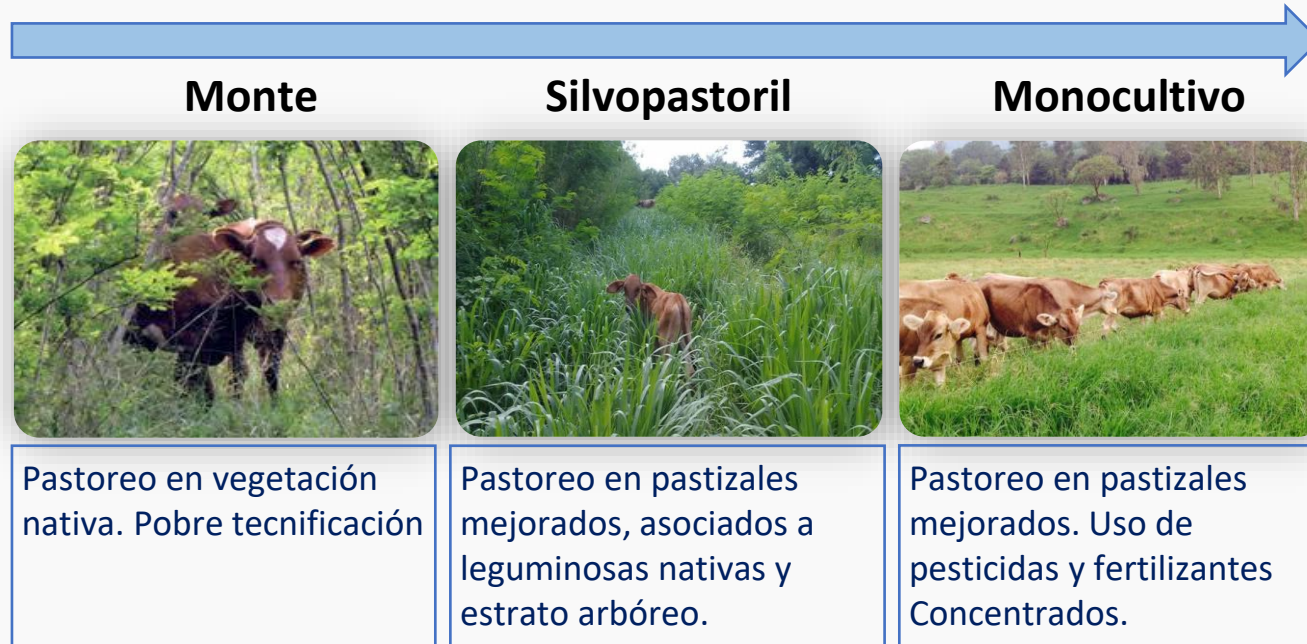 Monte
Silvopastoril
Monocultivo
Pastoreo en vegetación
nativa. Pobre tecnificación
Pastoreo en pastizales
mejorados, asociados a
leguminosas nativas y
estrato arbóreo.
Pastoreo en pastizales
mejorados. Uso de
pesticidas y fertilizantes
Concentrados.